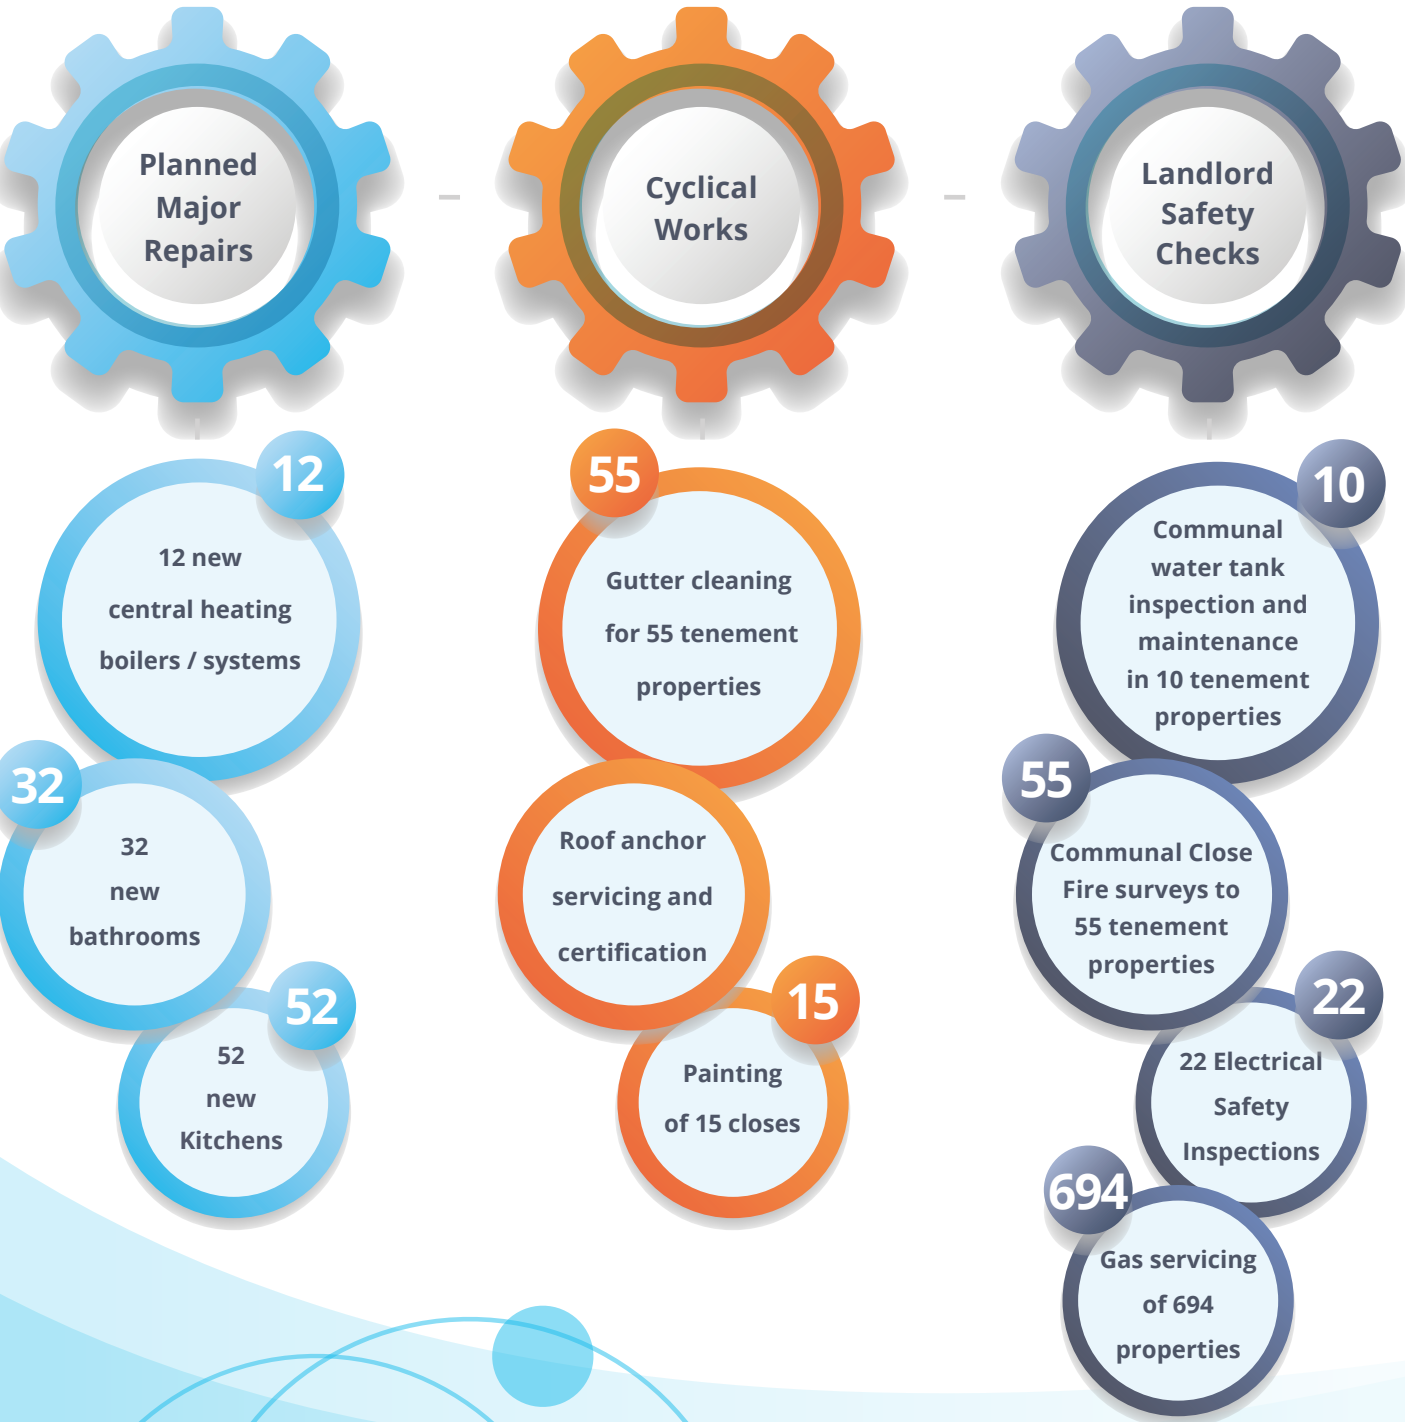 Planned
Major
Repairs
12
12 new
central heating
boilers / systems
32
32
new
bathrooms
52
52
new
Kitchens
Cyclical
Works
55
Gutter cleaning
for 55 tenement
properties
Roof anchor
servicing and
certification
15
Painting
of 15 closes
Landlord
Safety
Checks
10
Communal
water tank
inspection and
maintenance
in 10 tenement
properties
55
Communal Close
Fire surveys to
55 tenement
properties
22
22 Electrical
Safety
Inspections
694
Gas servicing
of 694
properties